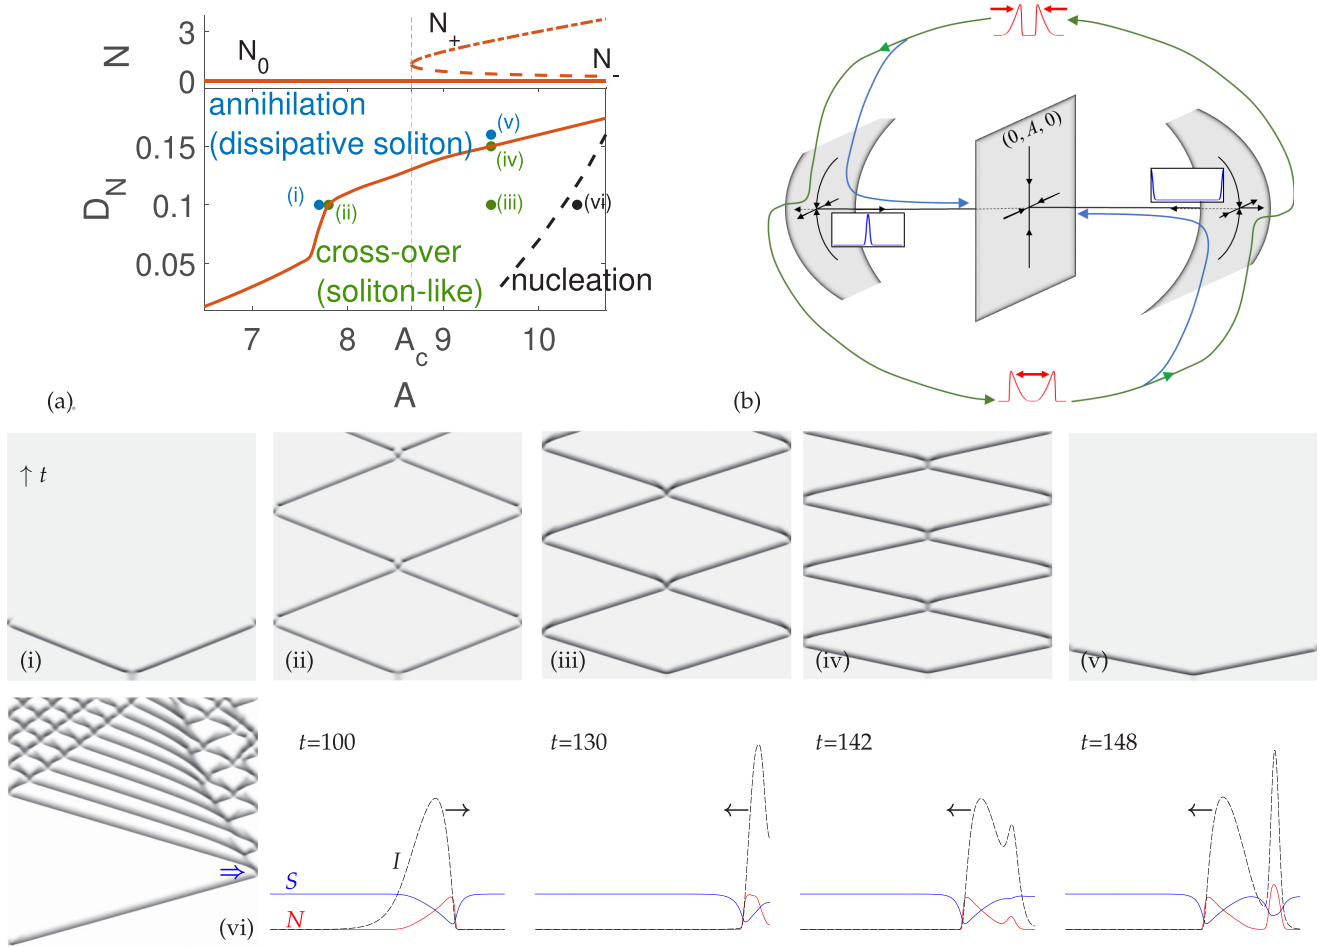 N
3
0
N₀
N₊
N₋
annihilation
(dissipative soliton)
(v)
(iv)
(i)
(ii)
(iii)
(vi)
D_N
0.15
0.1
0.05
cross-over
(soliton-like)
nucleation
7
8
A_c
9
10
A
(a)
(0, A, 0)
(b)
↑ t
(i)
(ii)
(iii)
(iv)
(v)
(vi)
t=100
I
S
N
t=130
t=142
t=148